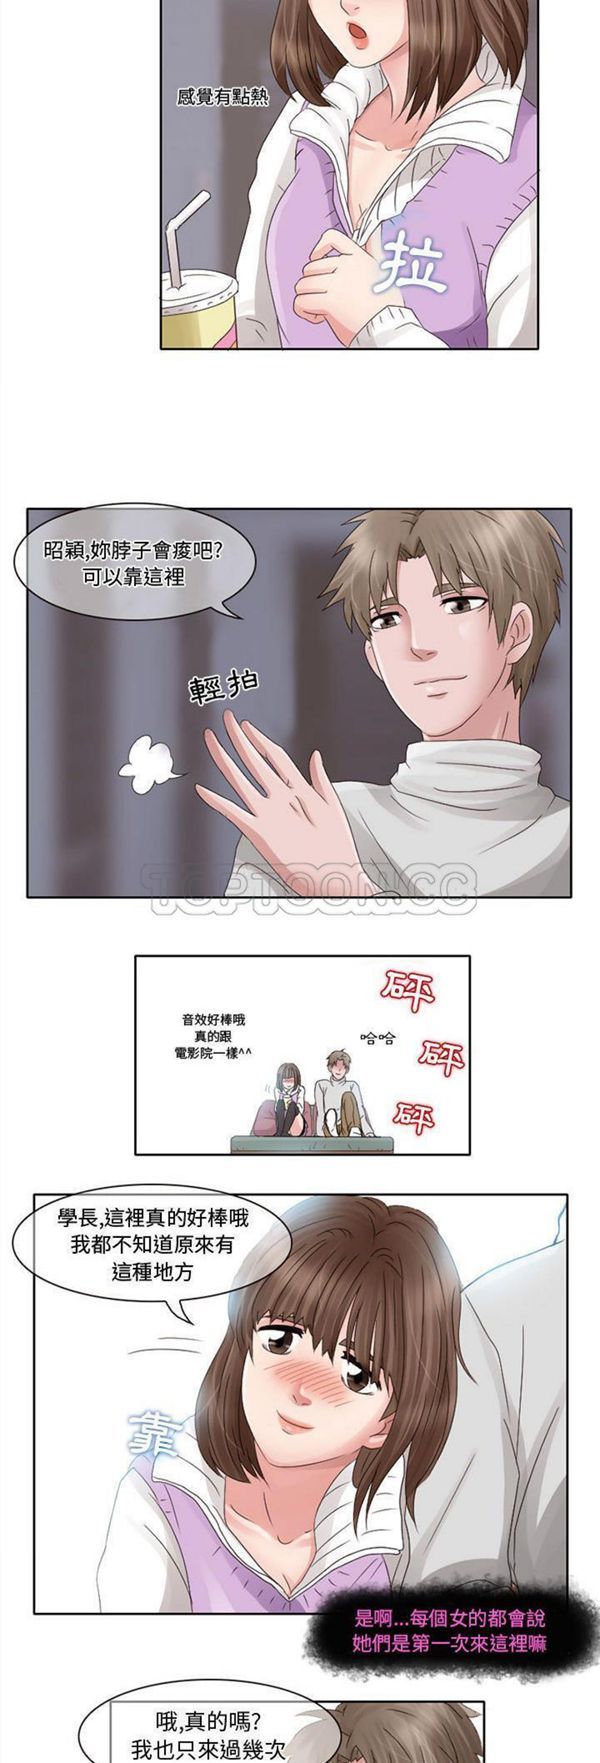 感覺有點熱
拉
昭穎,妳脖子會痠吧?
可以靠這裡
輕拍
TOPTOON.CC
砰
音效好棒哦
真的跟
電影院一樣^^
哈哈
砰
砰
學長,這裡真的好棒哦
我都不知道原來有
這種地方
靠
是啊...每個女的都會說
她們是第一次來這裡嘛
哦,真的嗎?
我也只來過幾次